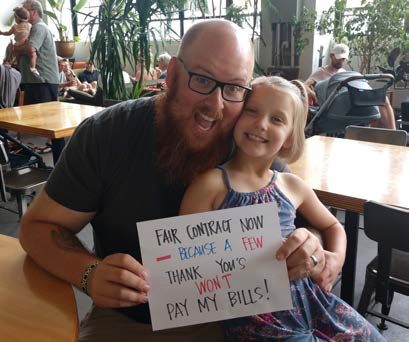 FAIR CONTRACT NOW
- BECAUSE A FEW
THANK YOU'S
WON'T
PAY MY BILLS!